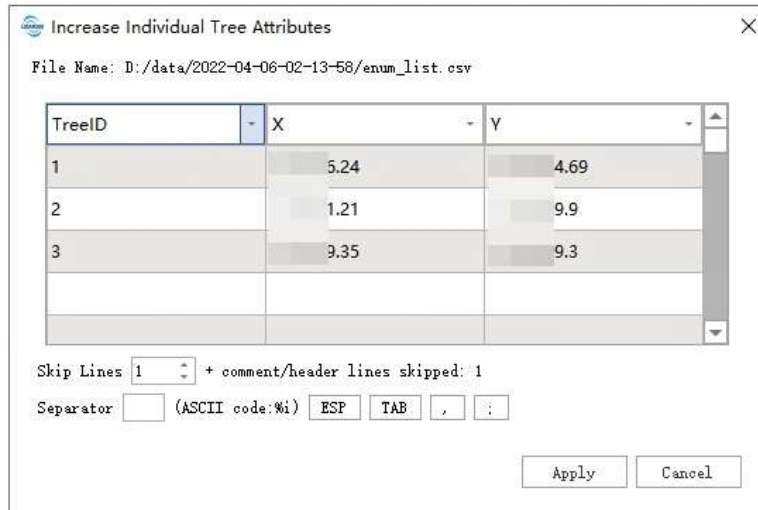 Increase Individual Tree Attributes
File Name: D:/data/2022-04-06-02-13-58/enum_list.csv
TreeID X Y
1 6.24 4.69
2 1.21 9.9
3 9.35 9.3
Skip Lines 1 + comment/header lines skipped: 1
Separator (ASCII code:%i) ESP TAB , ;
Apply Cancel